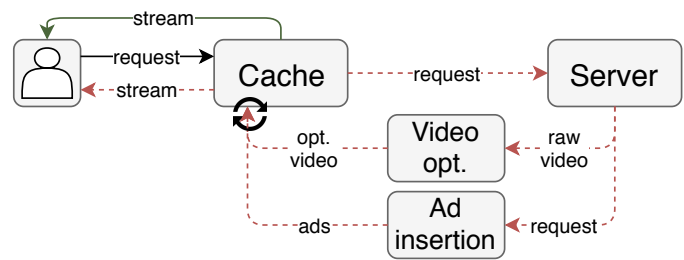 stream
request
stream
Cache
request
Server
opt.
video
Video
opt.
raw
video
ads
Ad
insertion
request